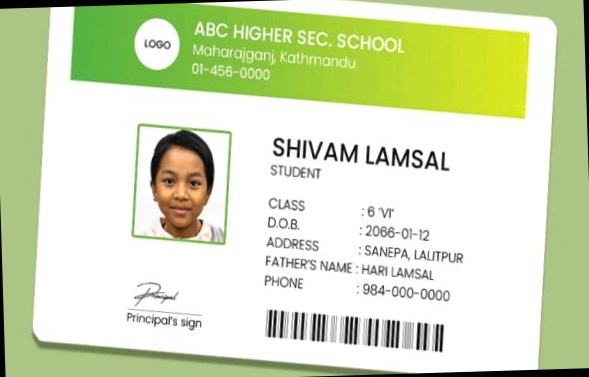 LOGO
ABC HIGHER SEC. SCHOOL
Maharajganj, Kathmandu
01-456-0000
SHIVAM LAMSAL
STUDENT
CLASS : 6 'VI'
D.O.B. : 2066-01-12
ADDRESS : SANEPA, LALITPUR
FATHER'S NAME : HARI LAMSAL
PHONE : 984-000-0000
Principal
Principal's sign